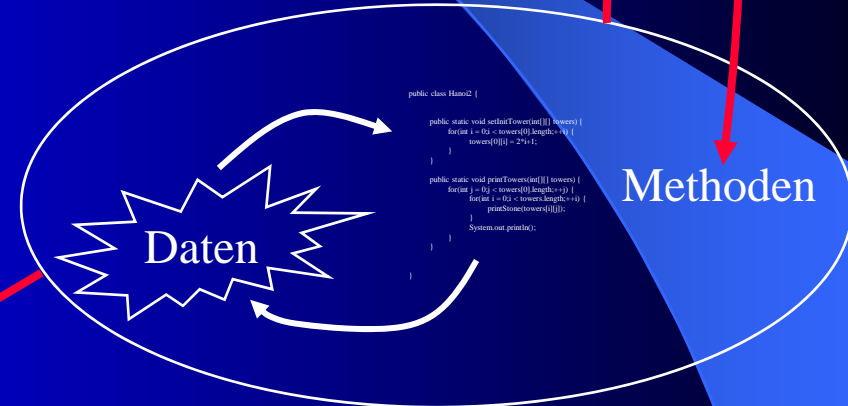 public class Hanoi2 {
public static void setInitTower(int[][] towers) {
for(int i = 0;i < towers[0].length;++i) {
towers[0][i] = 2*i+1;
}
}
public static void printTowers(int[][] towers) {
for(int j = 0;j < towers[0].length;++j) {
for(int i = 0;i < towers.length;++i) {
printStone(towers[i][j]);
}
System.out.println();
}
}
}
Methoden
Daten